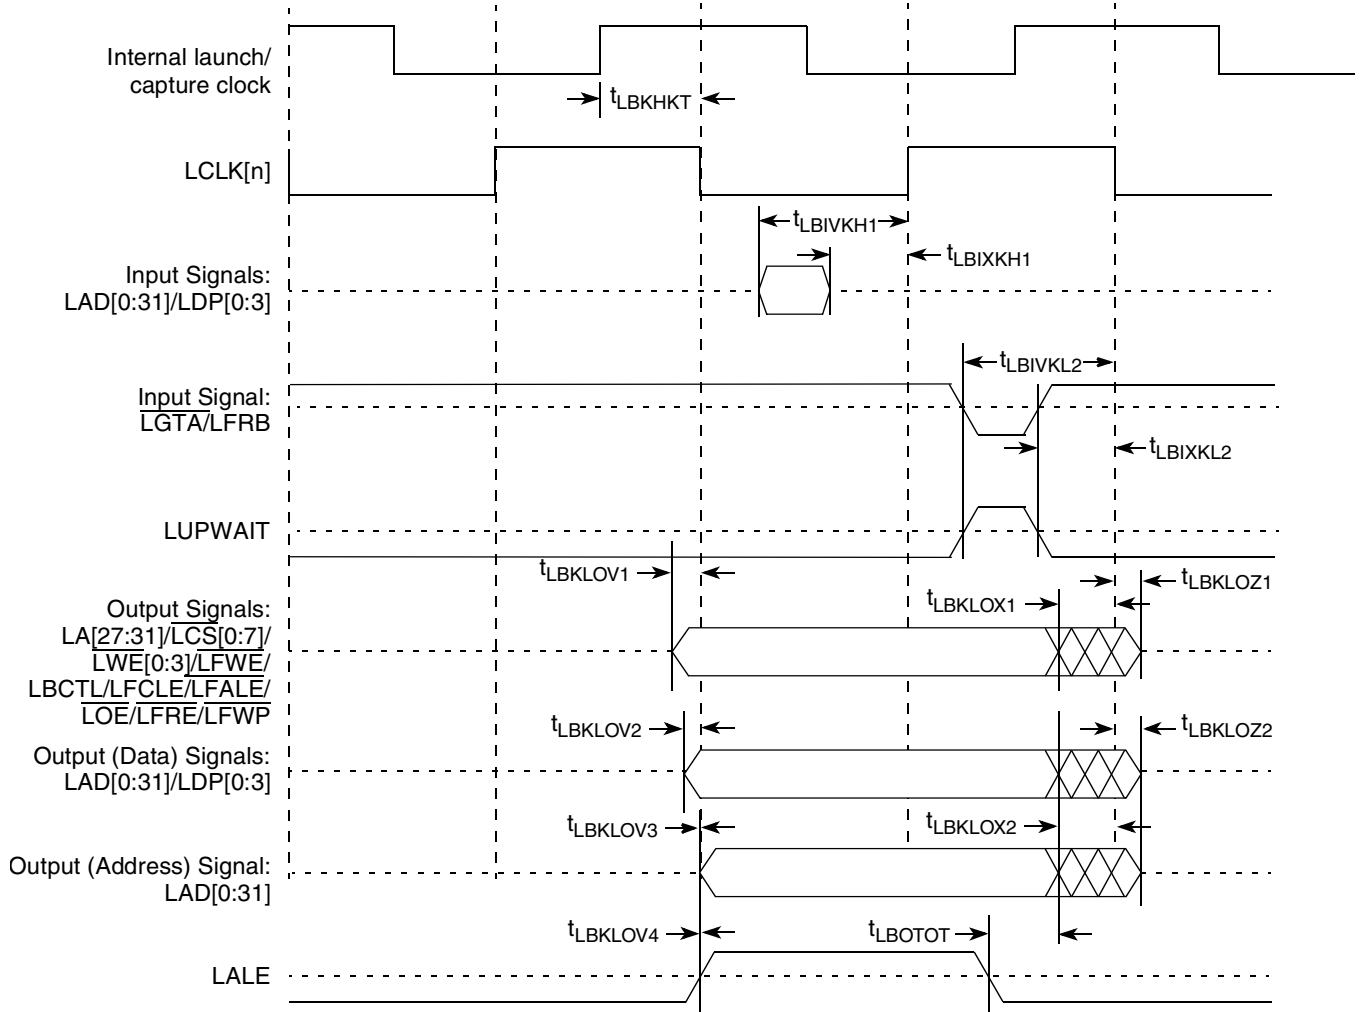 Internal launch/
capture clock
tLBKHKT
LCLK[n]
tLBIVKH1
tLBIXKH1
Input Signals:
LAD[0:31]/LDP[0:3]
tLBIVKL2
Input Signal:
LGTA/LFRB
tLBIXKL2
LUPWAIT
tLBKLOV1
tLBKLOZ1
tLBKLOX1
Output Signals:
LA[27:31]/LCS[0:7]/
LWE[0:3]/LFWE/
LBCTL/LFCLE/LFALE/
LOE/LFRE/LFWP
tLBKLOV2
tLBKLOZ2
Output (Data) Signals:
LAD[0:31]/LDP[0:3]
tLBKLOV3
tLBKLOX2
Output (Address) Signal:
LAD[0:31]
tLBKLOV4
tLBOTOT
LALE